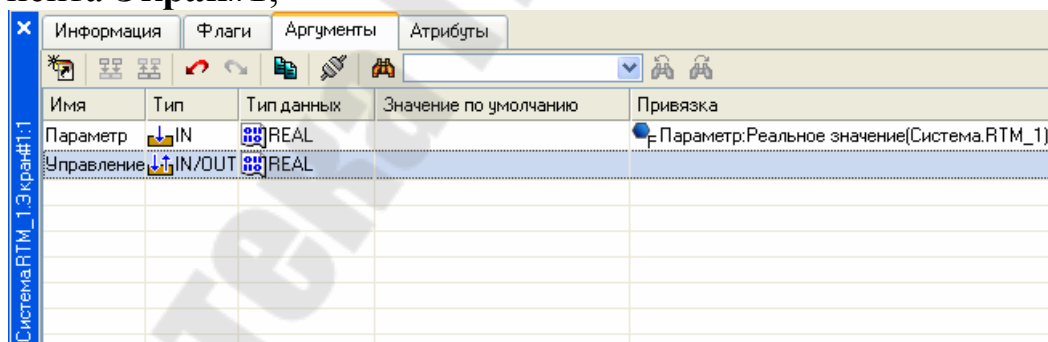 нента Экран#1;
Информация Флаги Аргументы Атрибуты
Имя Тип Тип данных Значение по умолчанию Привязка
Параметр IN REAL Параметр:Реальное значение(Система.RTM_1)
Управление IN/OUT REAL
Система.RTM_1.Экран#1:1